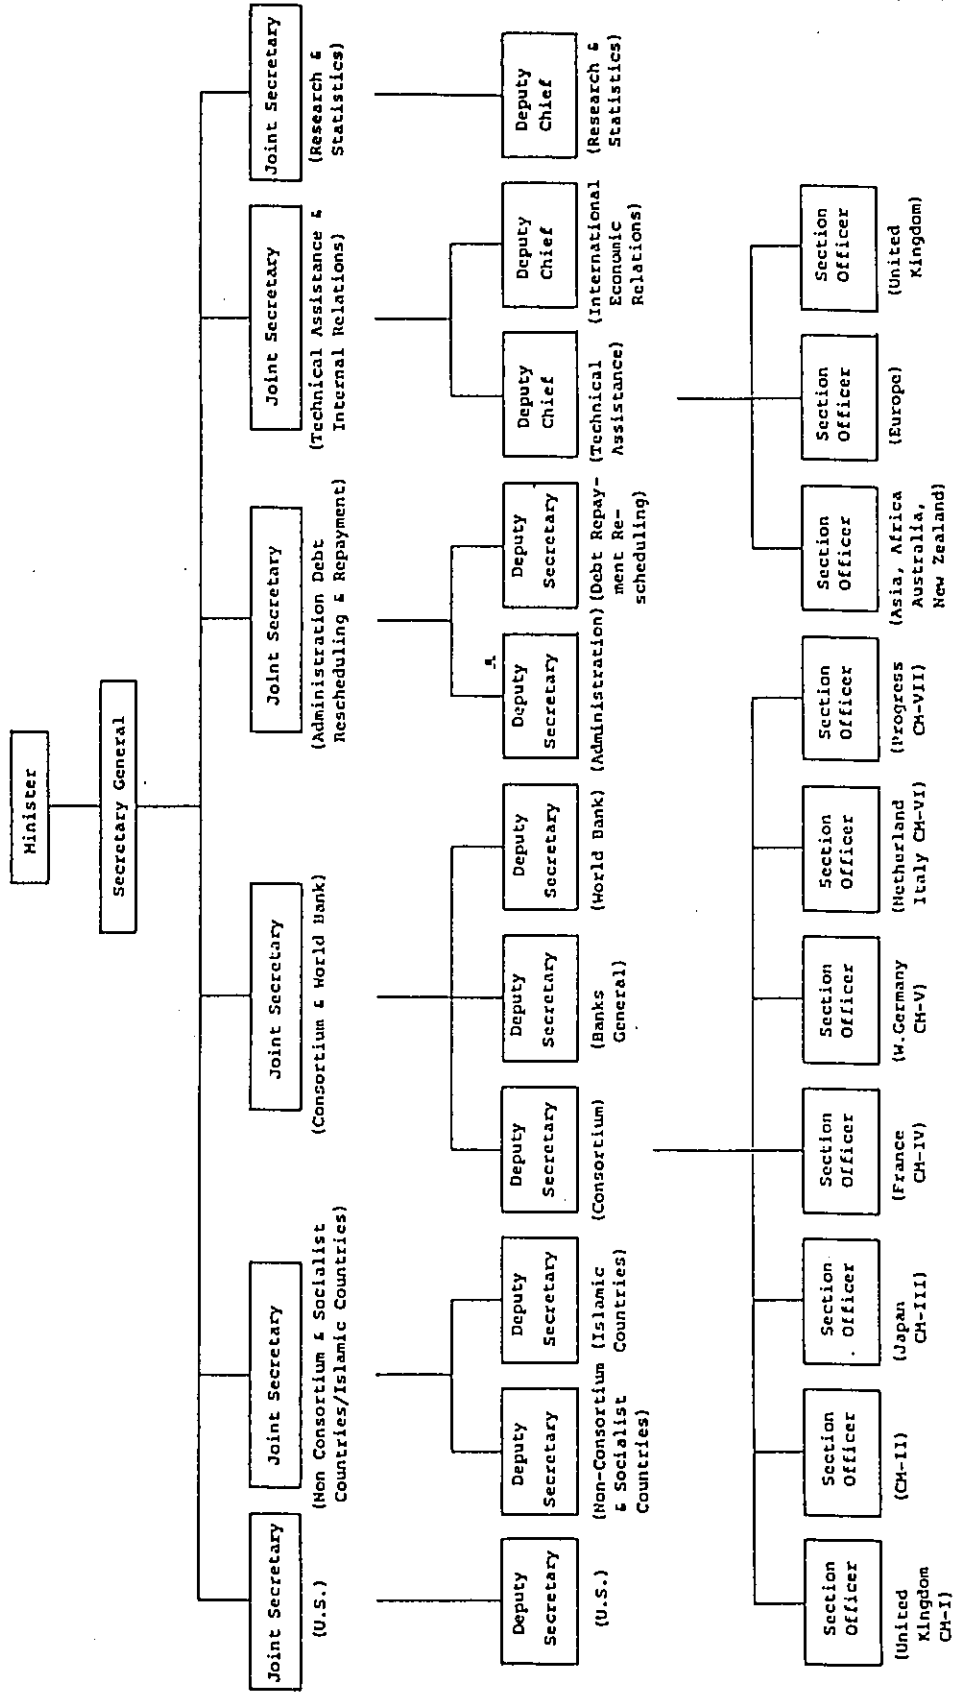 Minister
Secretary General
Joint Secretary
(U.S.)
Joint Secretary
(Non Consortium & Socialist
Countries/Islamic Countries)
Joint Secretary
(Consortium & World Bank)
Joint Secretary
(Administration Debt
Rescheduling & Repayment)
Joint Secretary
(Technical Assistance &
Internal Relations)
Joint Secretary
(Research &
Statistics)
Deputy
Secretary
(U.S.)
Deputy
Secretary
(Non-Consortium
& Socialist
Countries)
Deputy
Secretary
(Islamic
Countries)
Deputy
Secretary
(Consortium)
Deputy
Secretary
(Banks
General)
Deputy
Secretary
(World Bank)
Deputy
Secretary
(Administration)
Deputy
Secretary
(Debt Repay-
ment Re-
scheduling)
Deputy
Chief
(Technical
Assistance)
Deputy
Chief
(International
Economic
Relations)
Deputy
Chief
(Research &
Statistics)
Section
Officer
(United
Kingdom
CM-I)
Section
Officer
(CM-II)
Section
Officer
(Japan
CM-III)
Section
Officer
(France
CM-IV)
Section
Officer
(W.Germany
CM-V)
Section
Officer
(Netherland
Italy CM-VI)
Section
Officer
(Progress
CM-VII)
Section
Officer
(Asia, Africa
Australia,
New Zealand)
Section
Officer
(Europe)
Section
Officer
(United
Kingdom)